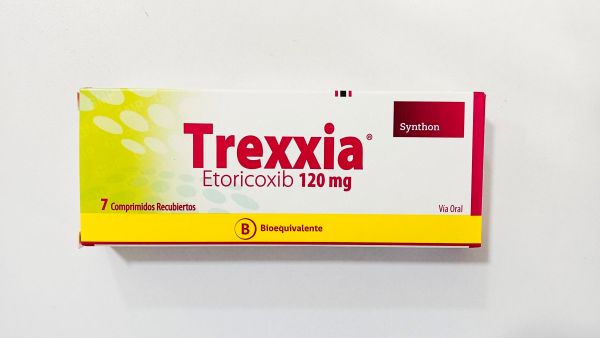 Synthon
Trexxia®
Etoricoxib 120 mg
7 Comprimidos Recubiertos
Vía Oral
B Bioequivalente